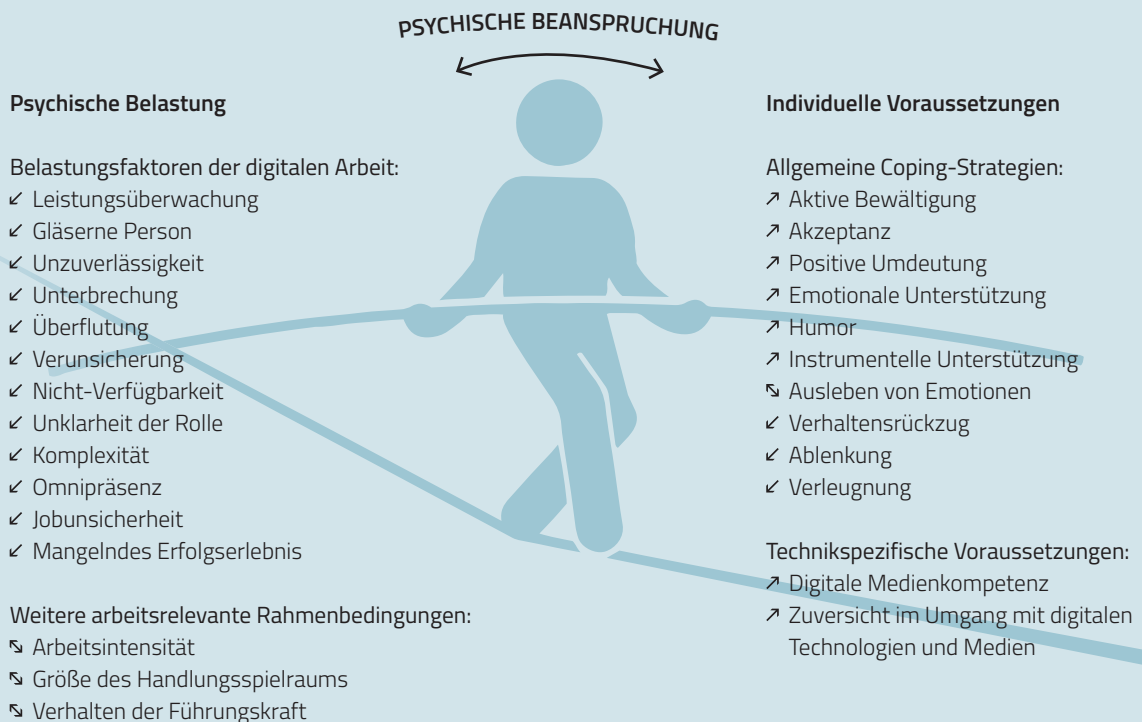 PSYCHISCHE BEANSPRUCHUNG
Psychische Belastung
Belastungsfaktoren der digitalen Arbeit:
↙ Leistungsüberwachung
↙ Gläserne Person
↙ Unzuverlässigkeit
↙ Unterbrechung
↙ Überflutung
↙ Verunsicherung
↙ Nicht-Verfügbarkeit
↙ Unklarheit der Rolle
↙ Komplexität
↙ Omnipräsenz
↙ Jobunsicherheit
↙ Mangelndes Erfolgserlebnis
Weitere arbeitsrelevante Rahmenbedingungen:
⤡ Arbeitsintensität
⤡ Größe des Handlungsspielraums
⤡ Verhalten der Führungskraft
Individuelle Voraussetzungen
Allgemeine Coping-Strategien:
↗ Aktive Bewältigung
↗ Akzeptanz
↗ Positive Umdeutung
↗ Emotionale Unterstützung
↗ Humor
↗ Instrumentelle Unterstützung
⤡ Ausleben von Emotionen
↙ Verhaltensrückzug
↙ Ablenkung
↙ Verleugnung
Technikspezifische Voraussetzungen:
↗ Digitale Medienkompetenz
↗ Zuversicht im Umgang mit digitalen
Technologien und Medien